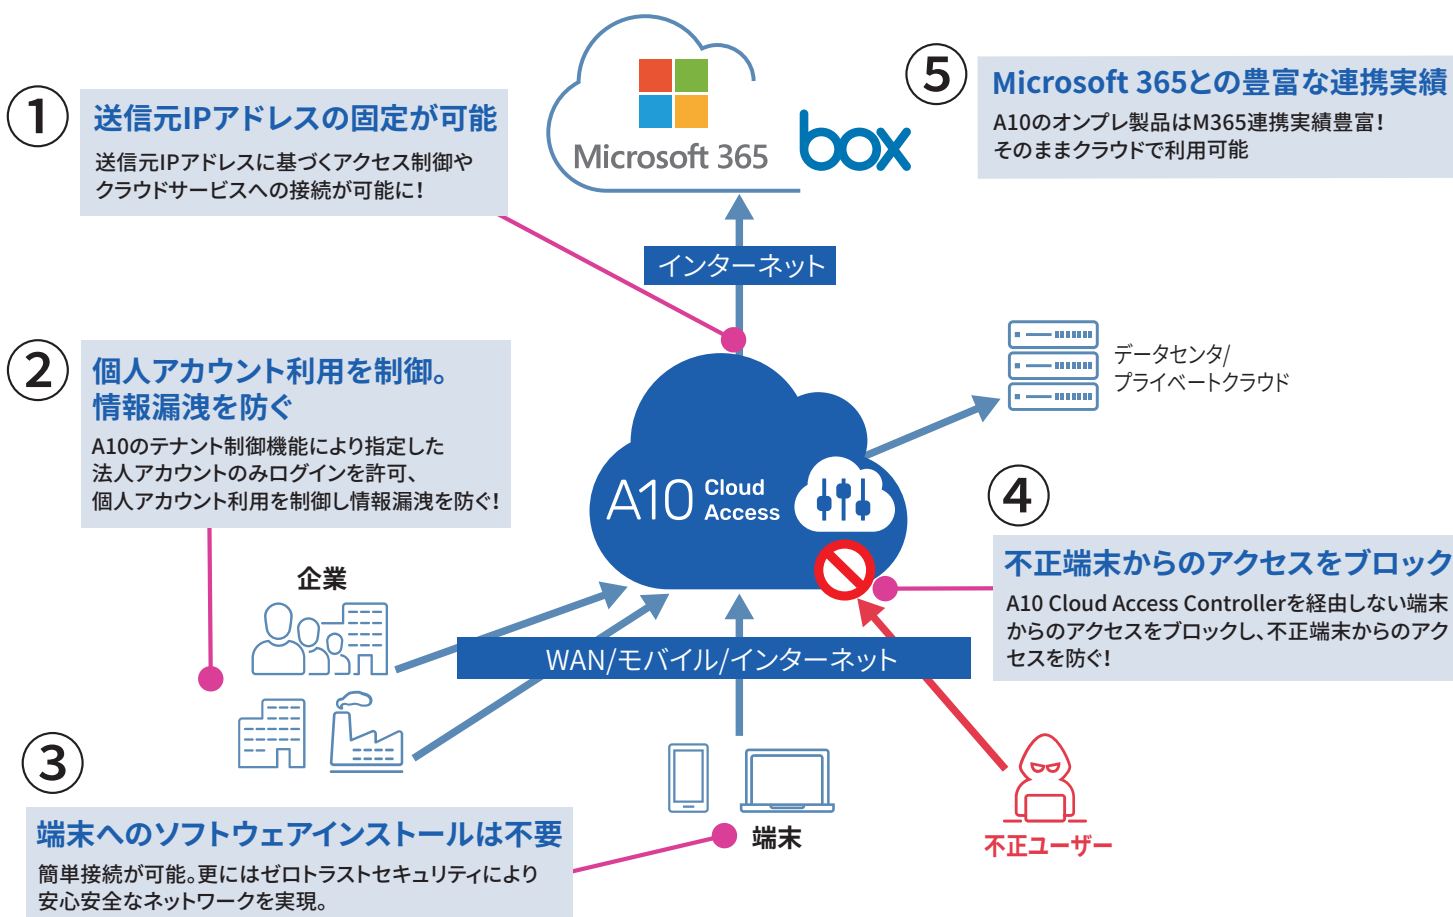 ①
送信元IPアドレスの固定が可能
送信元IPアドレスに基づくアクセス制御や
クラウドサービスへの接続が可能に!
Microsoft 365
box
⑤
Microsoft 365との豊富な連携実績
A10のオンプレ製品はM365連携実績豊富!
そのままクラウドで利用可能
インターネット
②
個人アカウント利用を制御。
情報漏洩を防ぐ
A10のテナント制御機能により指定した
法人アカウントのみログインを許可、
個人アカウント利用を制御し情報漏洩を防ぐ!
データセンタ/
プライベートクラウド
A10 Cloud
Access
④
不正端末からのアクセスをブロック
A10 Cloud Access Controllerを経由しない端末
からのアクセスをブロックし、不正端末からのアク
セスを防ぐ!
企業
WAN/モバイル/インターネット
③
端末へのソフトウェアインストールは不要
簡単接続が可能。更にはゼロトラストセキュリティにより
安心安全なネットワークを実現。
端末
不正ユーザー